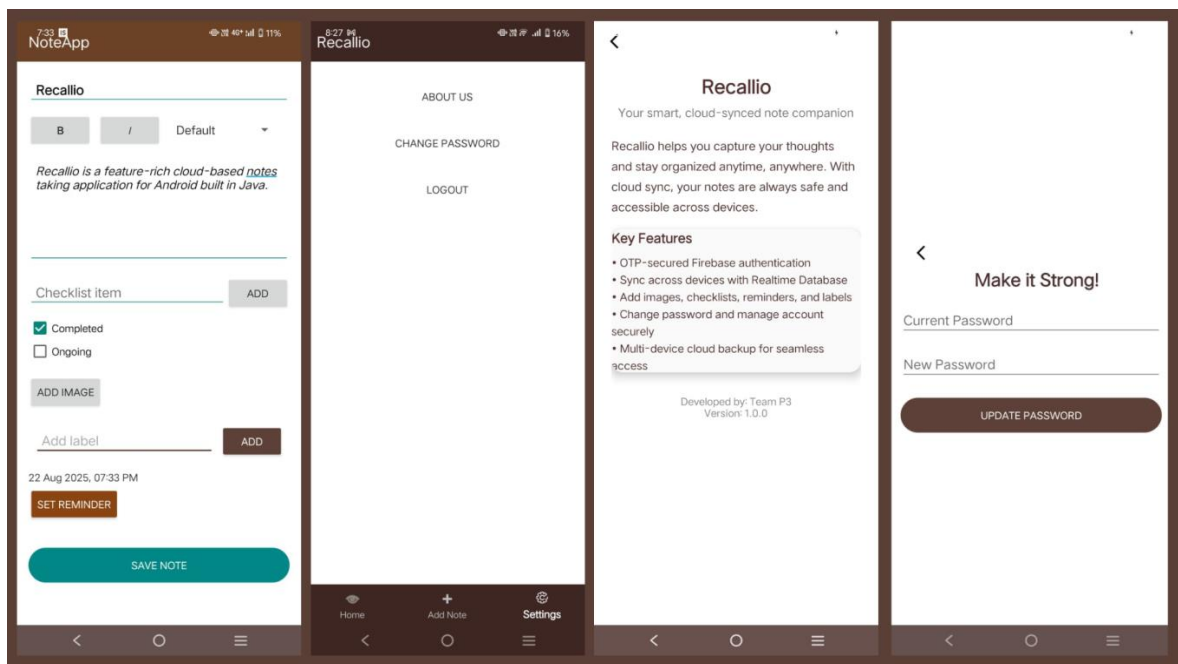 7:33
4G+ 11%
NoteApp
Recallio
B I Default
Recallio is a feature-rich cloud-based notes
taking application for Android built in Java.
Checklist item ADD
Completed
Ongoing
ADD IMAGE
Add label ADD
22 Aug 2025, 07:33 PM
SET REMINDER
SAVE NOTE
8:27
16%
Recallio
ABOUT US
CHANGE PASSWORD
LOGOUT
Home Add Note Settings
Recallio
Your smart, cloud-synced note companion
Recallio helps you capture your thoughts
and stay organized anytime, anywhere. With
cloud sync, your notes are always safe and
accessible across devices.
Key Features
• OTP-secured Firebase authentication
• Sync across devices with Realtime Database
• Add images, checklists, reminders, and labels
• Change password and manage account
securely
• Multi-device cloud backup for seamless
access
Developed by: Team P3
Version: 1.0.0
Make it Strong!
Current Password
New Password
UPDATE PASSWORD